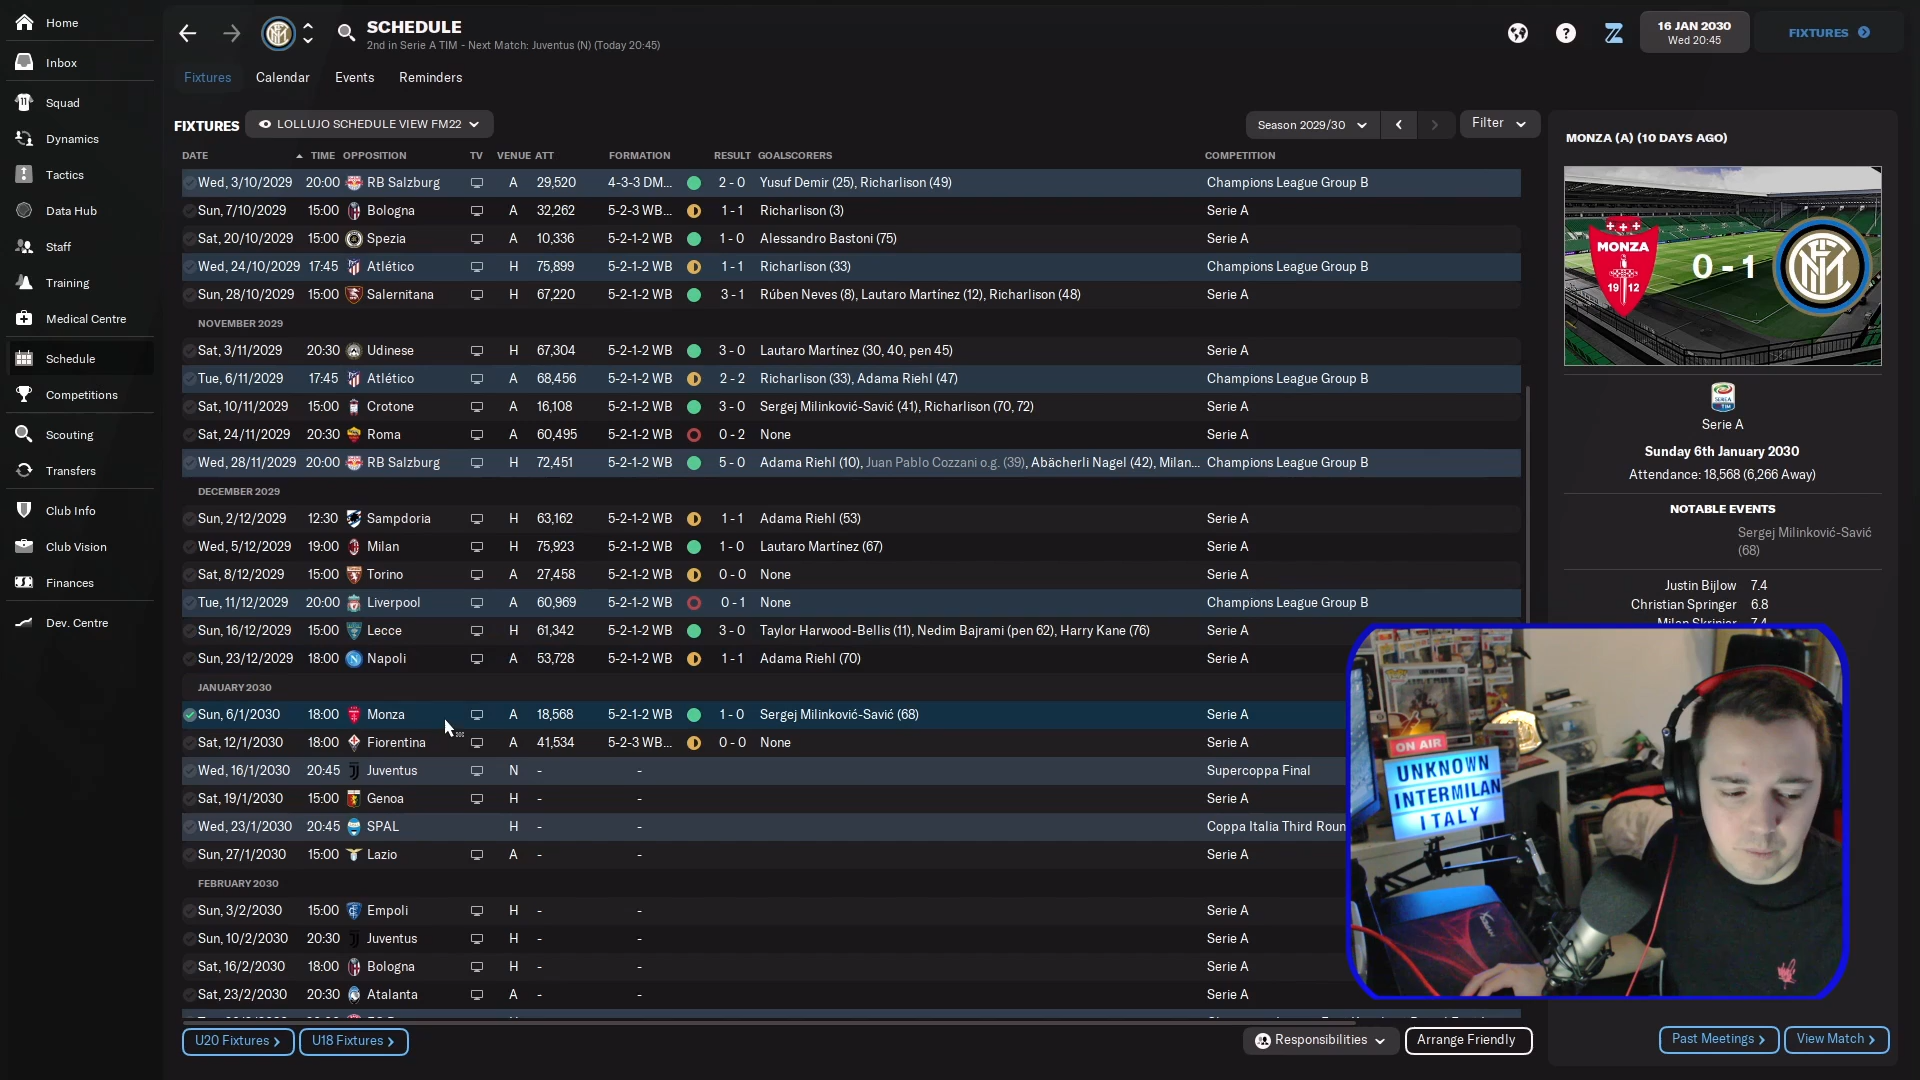 Home
Inbox
Squad
Dynamics
Tactics
Data Hub
Staff
Training
Medical Centre
Schedule
Competitions
Scouting
Transfers
Club Info
Club Vision
Finances
Dev. Centre
SCHEDULE
2nd in Serie A TIM - Next Match: Juventus (N) (Today 20:45)
16 JAN 2030
Wed 20:45
FIXTURES
Fixtures Calendar Events Reminders
FIXTURES LOLLUJO SCHEDULE VIEW FM22 Season 2029/30 Filter
DATE TIME OPPOSITION TV VENUE ATT FORMATION RESULT GOALSCORERS COMPETITION
Wed, 3/10/2029 20:00 RB Salzburg A 29,520 4-3-3 DM... 2 - 0 Yusuf Demir (25), Richarlison (49) Champions League Group B
Sun, 7/10/2029 15:00 Bologna A 32,262 5-2-3 WB... 1 - 1 Richarlison (3) Serie A
Sat, 20/10/2029 15:00 Spezia A 10,336 5-2-1-2 WB 1 - 0 Alessandro Bastoni (75) Serie A
Wed, 24/10/2029 17:45 Atlético H 75,899 5-2-1-2 WB 1 - 1 Richarlison (33) Champions League Group B
Sun, 28/10/2029 15:00 Salernitana H 67,220 5-2-1-2 WB 3 - 1 Rúben Neves (8), Lautaro Martínez (12), Richarlison (48) Serie A
NOVEMBER 2029
Sat, 3/11/2029 20:30 Udinese H 67,304 5-2-1-2 WB 3 - 0 Lautaro Martínez (30, 40, pen 45) Serie A
Tue, 6/11/2029 17:45 Atlético A 68,456 5-2-1-2 WB 2 - 2 Richarlison (33), Adama Riehl (47) Champions League Group B
Sat, 10/11/2029 15:00 Crotone A 16,108 5-2-1-2 WB 3 - 0 Sergej Milinković-Savić (41), Richarlison (70, 72) Serie A
Sat, 24/11/2029 20:30 Roma A 60,495 5-2-1-2 WB 0 - 2 None Serie A
Wed, 28/11/2029 20:00 RB Salzburg H 72,451 5-2-1-2 WB 5 - 0 Adama Riehl (10), Juan Pablo Cozzani o.g. (39), Abächerli Nagel (42), Milan... Champions League Group B
DECEMBER 2029
Sun, 2/12/2029 12:30 Sampdoria H 63,162 5-2-1-2 WB 1 - 1 Adama Riehl (53) Serie A
Wed, 5/12/2029 19:00 Milan H 75,923 5-2-1-2 WB 1 - 0 Lautaro Martínez (67) Serie A
Sat, 8/12/2029 15:00 Torino A 27,458 5-2-1-2 WB 0 - 0 None Serie A
Tue, 11/12/2029 20:00 Liverpool A 60,969 5-2-1-2 WB 0 - 1 None Champions League Group B
Sun, 16/12/2029 15:00 Lecce H 61,342 5-2-1-2 WB 3 - 0 Taylor Harwood-Bellis (11), Nedim Bajrami (pen 62), Harry Kane (76) Serie A
Sun, 23/12/2029 18:00 Napoli A 53,728 5-2-1-2 WB 1 - 1 Adama Riehl (70) Serie A
JANUARY 2030
Sun, 6/1/2030 18:00 Monza A 18,568 5-2-1-2 WB 1 - 0 Sergej Milinković-Savić (68) Serie A
Sat, 12/1/2030 18:00 Fiorentina A 41,534 5-2-3 WB... 0 - 0 None Serie A
Wed, 16/1/2030 20:45 Juventus N - - Supercoppa Final
Sat, 19/1/2030 15:00 Genoa H - - Serie A
Wed, 23/1/2030 20:45 SPAL H - - Coppa Italia Third Roun
Sun, 27/1/2030 15:00 Lazio A - - Serie A
FEBRUARY 2030
Sun, 3/2/2030 15:00 Empoli H - - Serie A
Sun, 10/2/2030 20:30 Juventus H - - Serie A
Sat, 16/2/2030 18:00 Bologna H - - Serie A
Sat, 23/2/2030 20:30 Atalanta A - - Serie A
U20 Fixtures U18 Fixtures Responsibilities Arrange Friendly
MONZA (A) (10 DAYS AGO)
MONZA
19 12
0 - 1
Serie A
Sunday 6th January 2030
Attendance: 18,568 (6,266 Away)
NOTABLE EVENTS
Sergej Milinković-Savić
(68)
Justin Bijlow 7.4
Christian Springer 6.8
ON AIR
UNKNOWN
INTERMILAN
ITALY
Past Meetings View Match